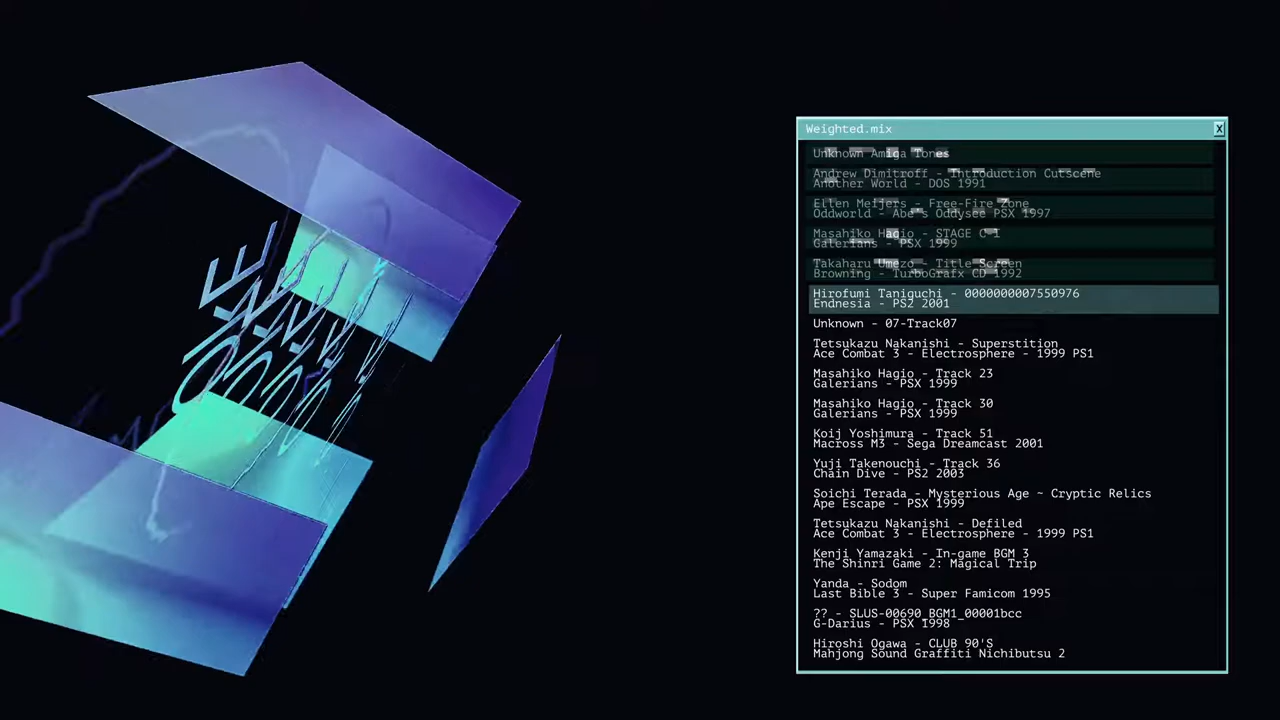 Weighted.mix
X
Unknown Amiga Tones
Andrew Dimitroff - Introduction Cutscene
Another World - DOS 1991
Ellen Meijers - Free-Fire Zone
Oddworld - Abe's Oddysee PSX 1997
Masahiko Hagio - STAGE C-1
Galerians - PSX 1999
Takaharu Umezo - Title Screen
Browning - TurboGrafx CD 1992
Hirofumi Taniguchi - 0000000007550976
Endnesia - PS2 2001
Unknown - 07-Track07
Tetsukazu Nakanishi - Superstition
Ace Combat 3 - Electrosphere - 1999 PS1
Masahiko Hagio - Track 23
Galerians - PSX 1999
Masahiko Hagio - Track 30
Galerians - PSX 1999
Koij Yoshimura - Track 51
Macross M3 - Sega Dreamcast 2001
Yuji Takenouchi - Track 36
Chain Dive - PS2 2003
Soichi Terada - Mysterious Age ~ Cryptic Relics
Ape Escape - PSX 1999
Tetsukazu Nakanishi - Defiled
Ace Combat 3 - Electrosphere - 1999 PS1
Kenji Yamazaki - In-game BGM 3
The Shinri Game 2: Magical Trip
Yanda - Sodom
Last Bible 3 - Super Famicom 1995
?? - SLUS-00690_BGM1_00001bcc
G-Darius - PSX 1998
Hiroshi Ogawa - CLUB 90'S
Mahjong Sound Graffiti Nichibutsu 2